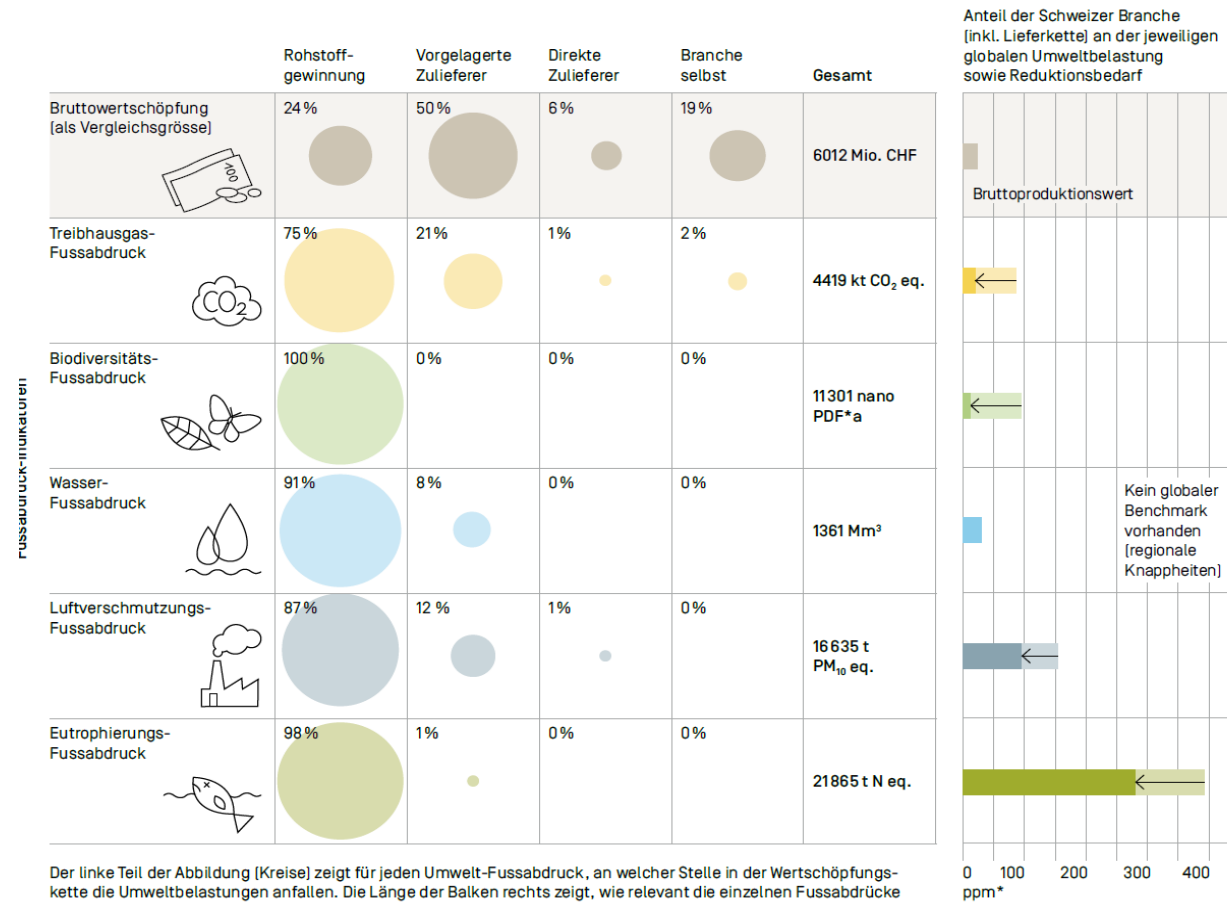 Anteil der Schweizer Branche
(inkl. Lieferkette) an der jeweiligen
globalen Umweltbelastung
sowie Reduktionsbedarf
Rohstoff-
gewinnung
Vorgelagerte
Zulieferer
Direkte
Zulieferer
Branche
selbst
Gesamt
Bruttowertschöpfung
(als Vergleichsgrösse)
100
24 %
50 %
6 %
19 %
6012 Mio. CHF
Bruttoproduktionswert
Treibhausgas-
Fussabdruck
CO2
75 %
21 %
1 %
2 %
4419 kt CO₂ eq.
Biodiversitäts-
Fussabdruck
100 %
0 %
0 %
0 %
11301 nano
PDF*a
Wasser-
Fussabdruck
91 %
8 %
0 %
0 %
1361 Mm³
Kein globaler
Benchmark
vorhanden
(regionale
Knappheiten)
Luftverschmutzungs-
Fussabdruck
87 %
12 %
1 %
0 %
16 635 t
PM₁₀ eq.
Eutrophierungs-
Fussabdruck
98 %
1 %
0 %
0 %
21 865 t N eq.
Fussabdruck-Indikatoren
0 100 200 300 400
ppm*
Der linke Teil der Abbildung (Kreise) zeigt für jeden Umwelt-Fussabdruck, an welcher Stelle in der Wertschöpfungs-
kette die Umweltbelastungen anfallen. Die Länge der Balken rechts zeigt, wie relevant die einzelnen Fussabdrücke